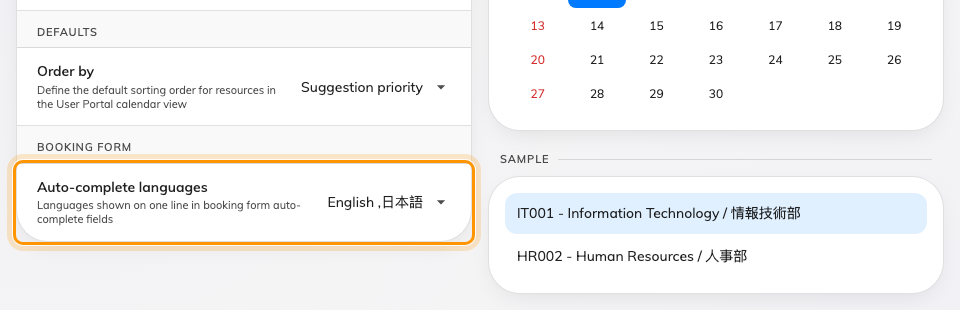 DEFAULTS
Order by
Define the default sorting order for resources in
the User Portal calendar view
Suggestion priority
BOOKING FORM
Auto-complete languages
Languages shown on one line in booking form auto-
complete fields
English ,日本語
13 14 15 16 17 18 19
20 21 22 23 24 25 26
27 28 29 30
SAMPLE
IT001 - Information Technology / 情報技術部
HR002 - Human Resources / 人事部